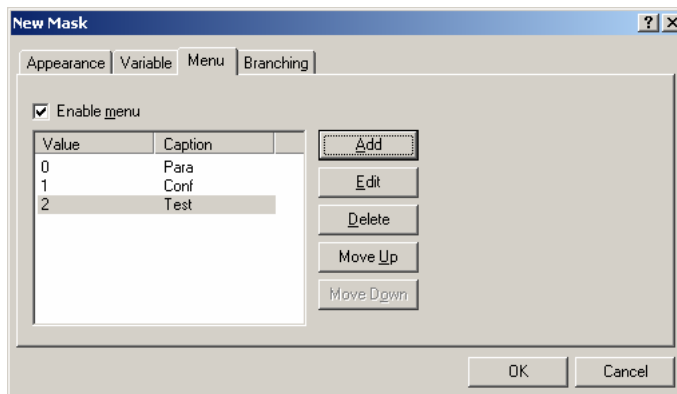 New Mask
Appearance Variable Menu Branching
Enable menu
Value Caption
0 Para
1 Conf
2 Test
Add
Edit
Delete
Move Up
Move Down
OK Cancel